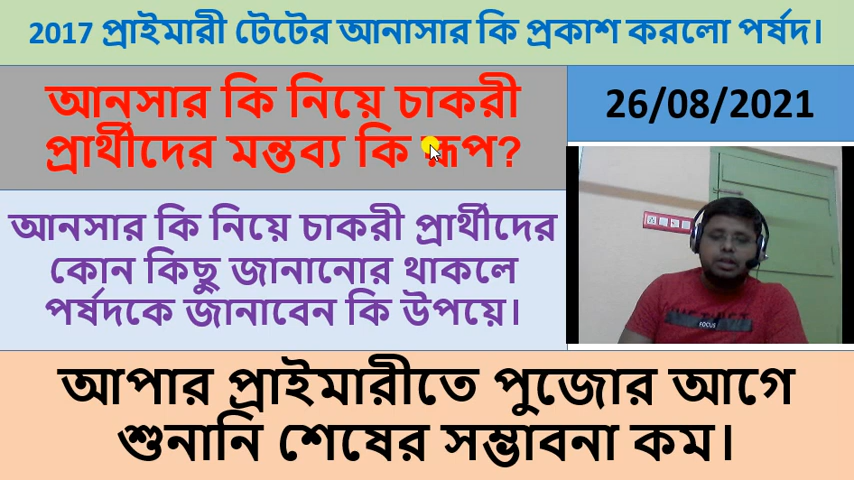 2017 প্রাইমারী টেটের আনাসার কি প্রকাশ করলো পর্ষদ।
আনসার কি নিয়ে চাকরী
প্রার্থীদের মন্তব্য কি রূপ?
26/08/2021
আনসার কি নিয়ে চাকরী প্রার্থীদের
কোন কিছু জানানোর থাকলে
পর্ষদকে জানাবেন কি উপয়ে।
FOCUS
আপার প্রাইমারীতে পুজোর আগে
শুনানি শেষের সম্ভাবনা কম।